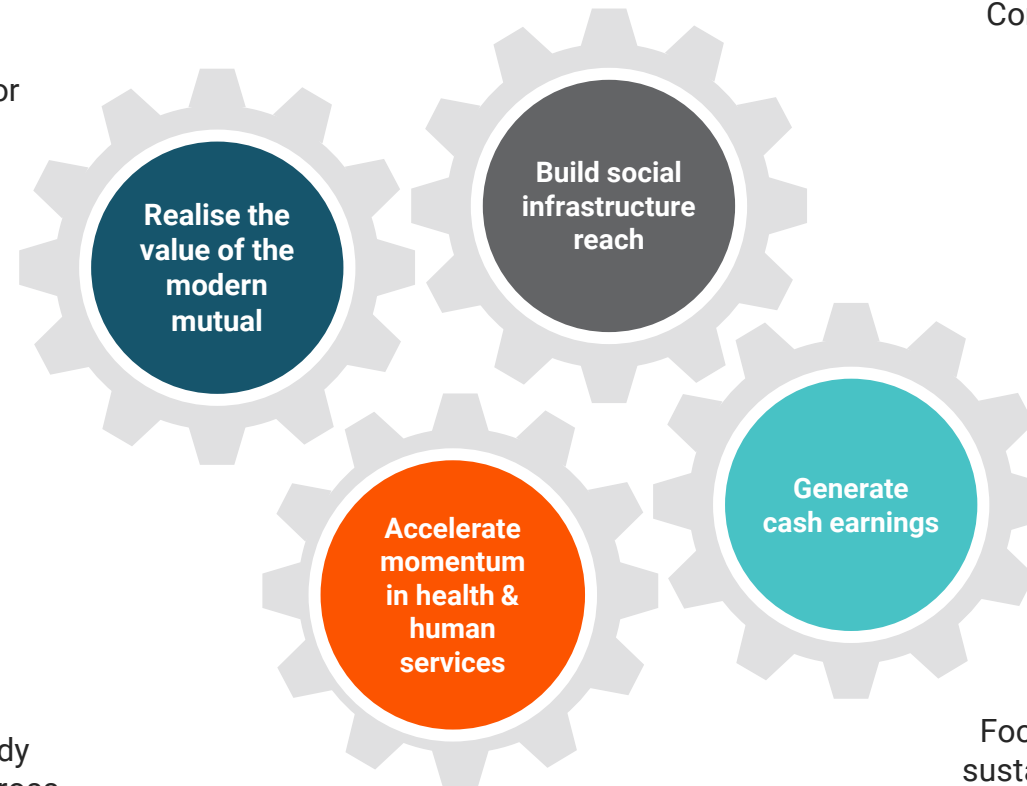 Realise the
value of the
modern
mutual
Build social
infrastructure
reach
Accelerate
momentum
in health &
human
services
Generate
cash earnings